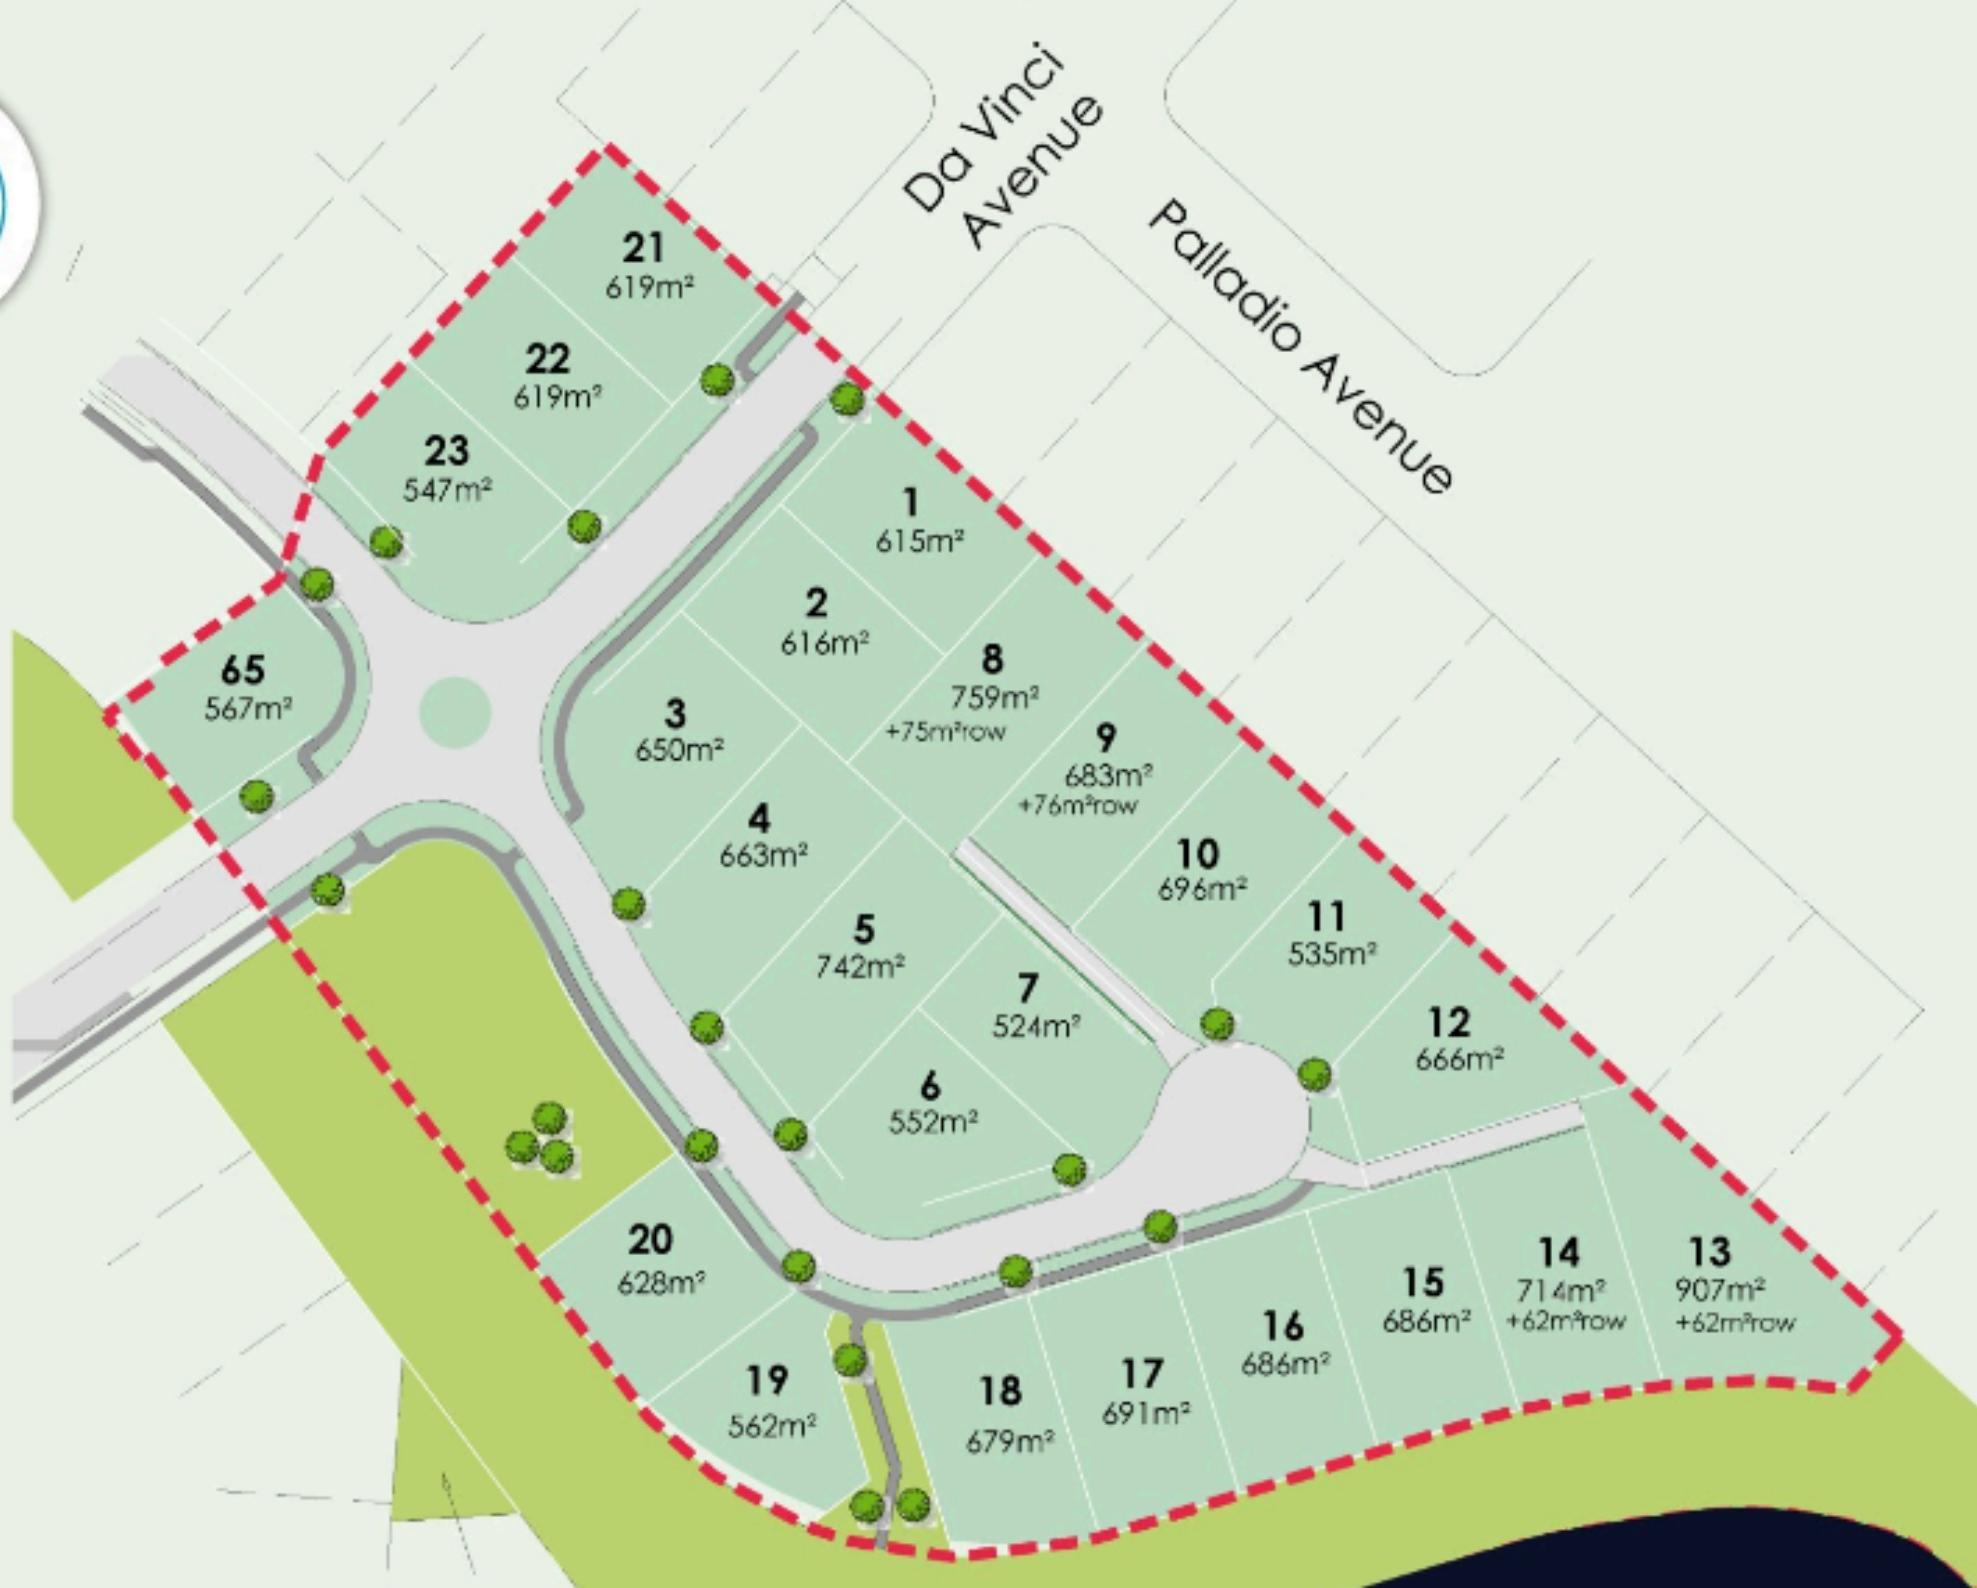 Da Vinci
Avenue
Palladio Avenue
21
619m²
22
619m²
23
547m²
1
615m²
2
616m²
65
567m²
3
650m²
8
759m²
+75m²row
9
683m²
+76m²row
4
663m²
10
696m²
5
742m²
11
535m²
7
524m²
12
666m²
6
552m²
20
628m²
19
562m²
18
679m²
17
691m²
16
686m²
15
686m²
14
714m²
+62m²row
13
907m²
+62m²row